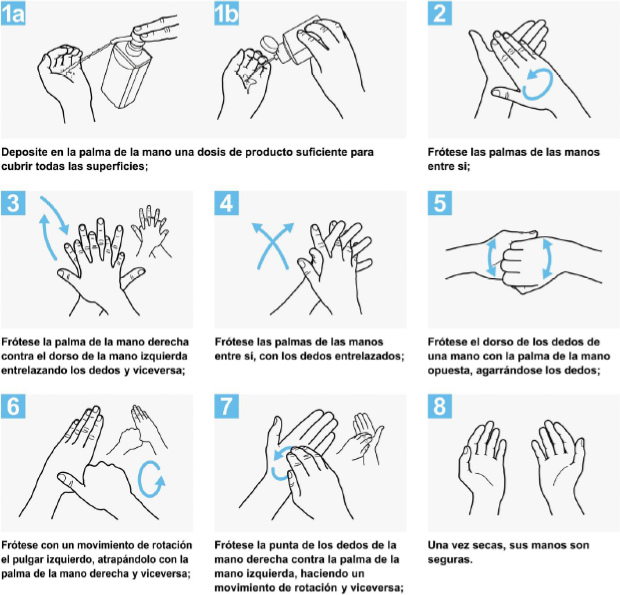 1a
1b
Deposite en la palma de la mano una dosis de producto suficiente para
cubrir todas las superficies;
2
Frótese las palmas de las manos
entre si;
3
Frótese la palma de la mano derecha
contra el dorso de la mano izquierda
entrelazando los dedos y viceversa;
4
Frótese las palmas de las manos
entre sí, con los dedos entrelazados;
5
Frótese el dorso de los dedos de
una mano con la palma de la mano
opuesta, agarrándose los dedos;
6
Frótese con un movimiento de rotación
el pulgar izquierdo, atrapándolo con la
palma de la mano derecha y viceversa;
7
Frótese la punta de los dedos de la
mano derecha contra la palma de la
mano izquierda, haciendo un
movimiento de rotación y viceversa;
8
Una vez secas, sus manos son
seguras.